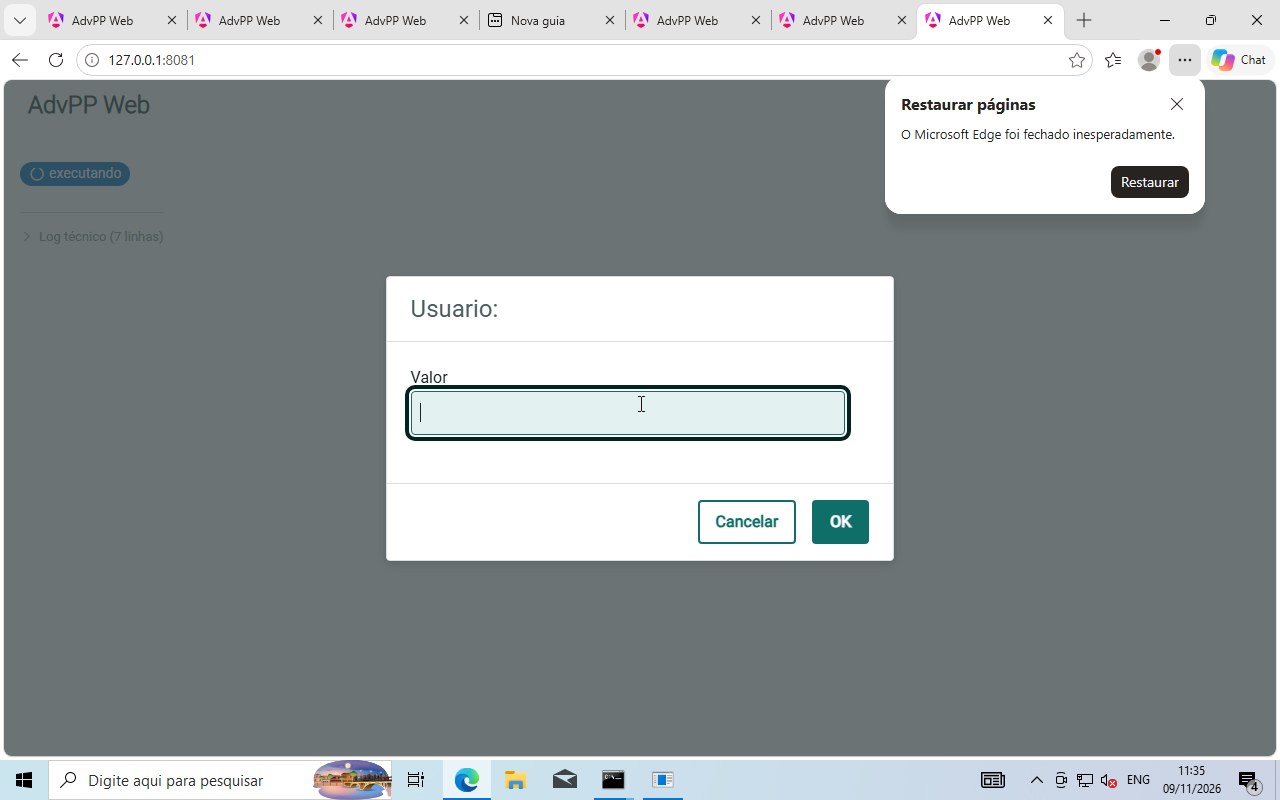 AdvPP Web
AdvPP Web
AdvPP Web
Nova guia
AdvPP Web
AdvPP Web
AdvPP Web
127.0.0.1:8081
Chat
AdvPP Web
Restaurar páginas
O Microsoft Edge foi fechado inesperadamente.
Restaurar
executando
Log técnico (7 linhas)
Usuario:
Valor
Cancelar
OK
Digite aqui para pesquisar
ENG
11:35
09/11/2026
4